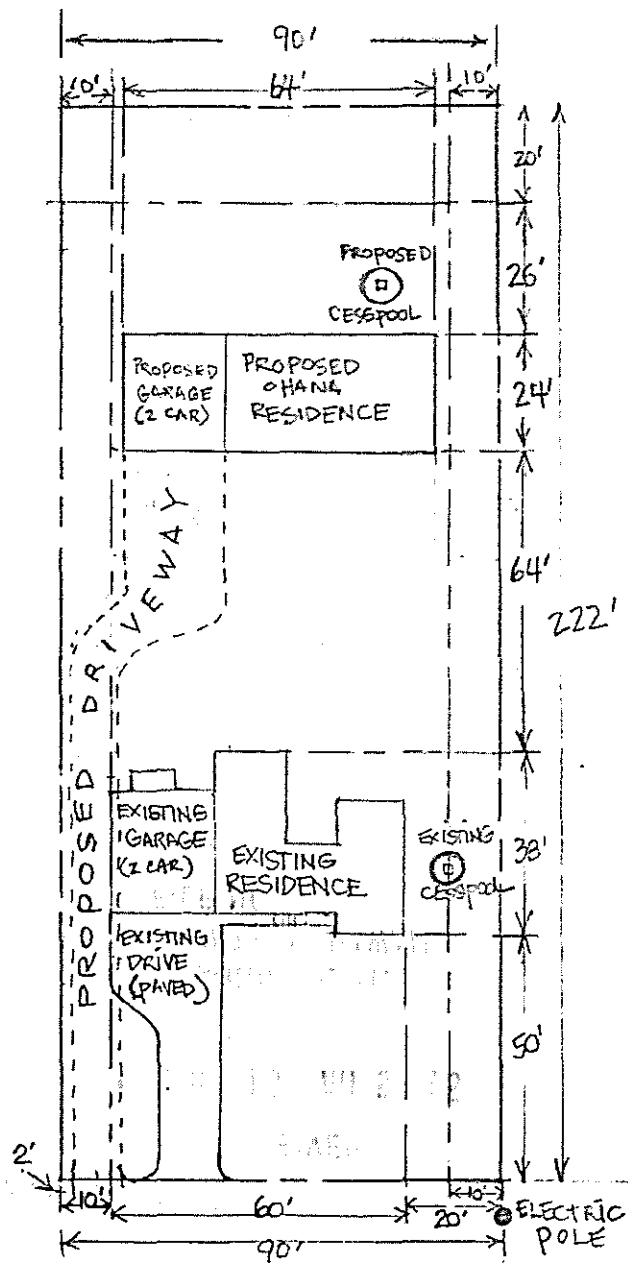 90'
10'
64'
10'
20'
PROPOSED
CESSPOOL
26'
PROPOSED
GARAGE
(2 CAR)
PROPOSED
OHANA
RESIDENCE
24'
PROPOSED DRIVEWAY
64'
222'
EXISTING
GARAGE
(2 CAR)
EXISTING
RESIDENCE
EXISTING
CESSPOOL
38'
EXISTING
DRIVE
(PAVED)
50'
2'
10'
60'
20'
10'
90'
ELECTRIC
POLE